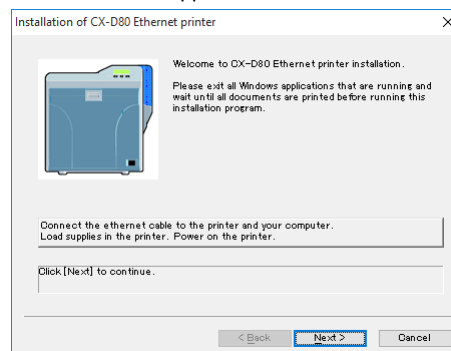 Installation of CX-D80 Ethernet printer
Welcome to CX-D80 Ethernet printer installation.
Please exit all Windows applications that are running and
wait until all documents are printed before running this
installation program.
Connect the ethernet cable to the printer and your computer.
Load supplies in the printer. Power on the printer.
Click [Next] to continue.
< Back
Next >
Cancel